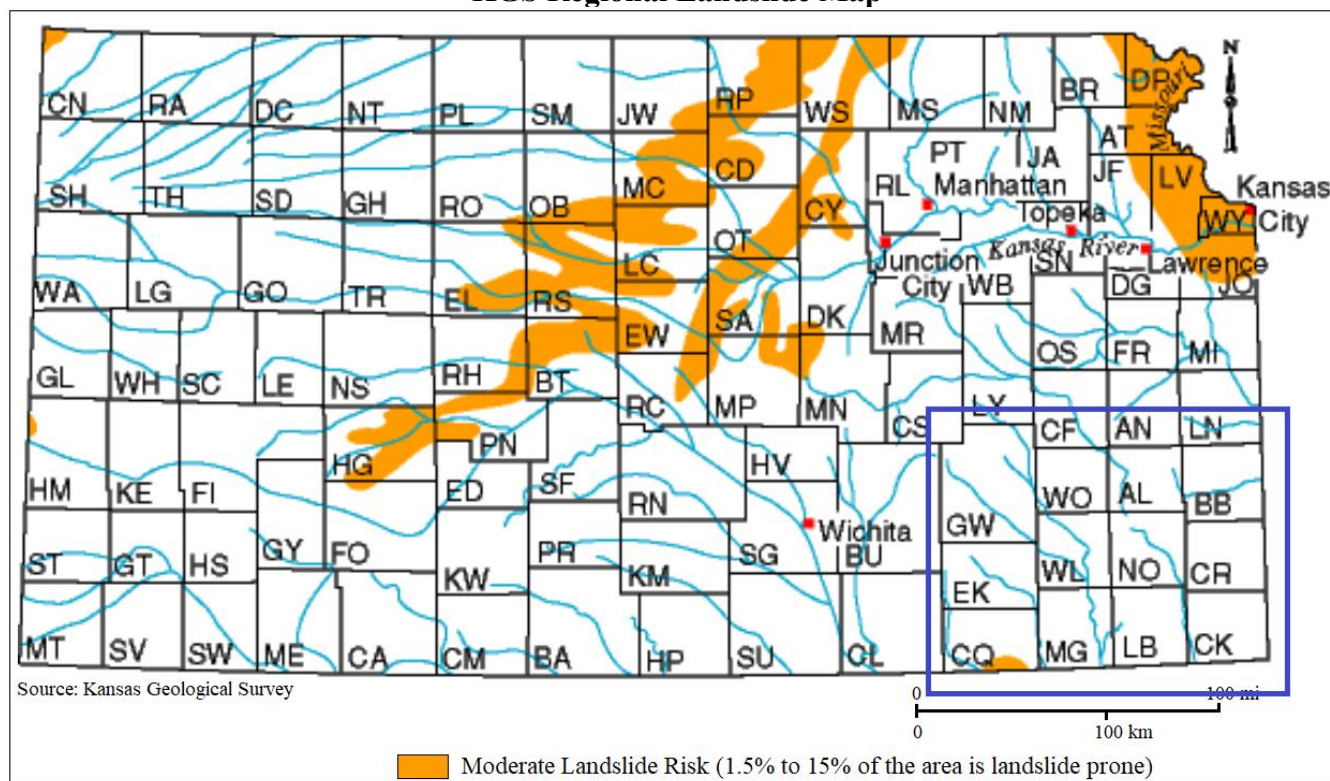 KGS Regional Landslide Map
N
CN RA DC NT PL SM JW RP WS MS NM BR DP
Missouri
AT
SH TH SD GH RO OB MC CD CY RL PT JA JF LV
Manhattan
Kansas City
WY
Topeka
Kansas River
Junction City
Lawrence
WA LG GO TR EL RS LC OT SA DK WB SN DG JO
EW MR OS FR MI
GL WH SC LE NS RH BT RC MP MN CS LY CF AN LN
PN
HG
HM KE FI ED SF RN HV WO AL BB
Wichita
GW
ST GT HS GY FO PR SG BU
KW KM EK WL NO CR
MT SV SW ME CA CM BA HP SU CL CQ MG LB CK
Source: Kansas Geological Survey
0 100 mi
0 100 km
Moderate Landslide Risk (1.5% to 15% of the area is landslide prone)